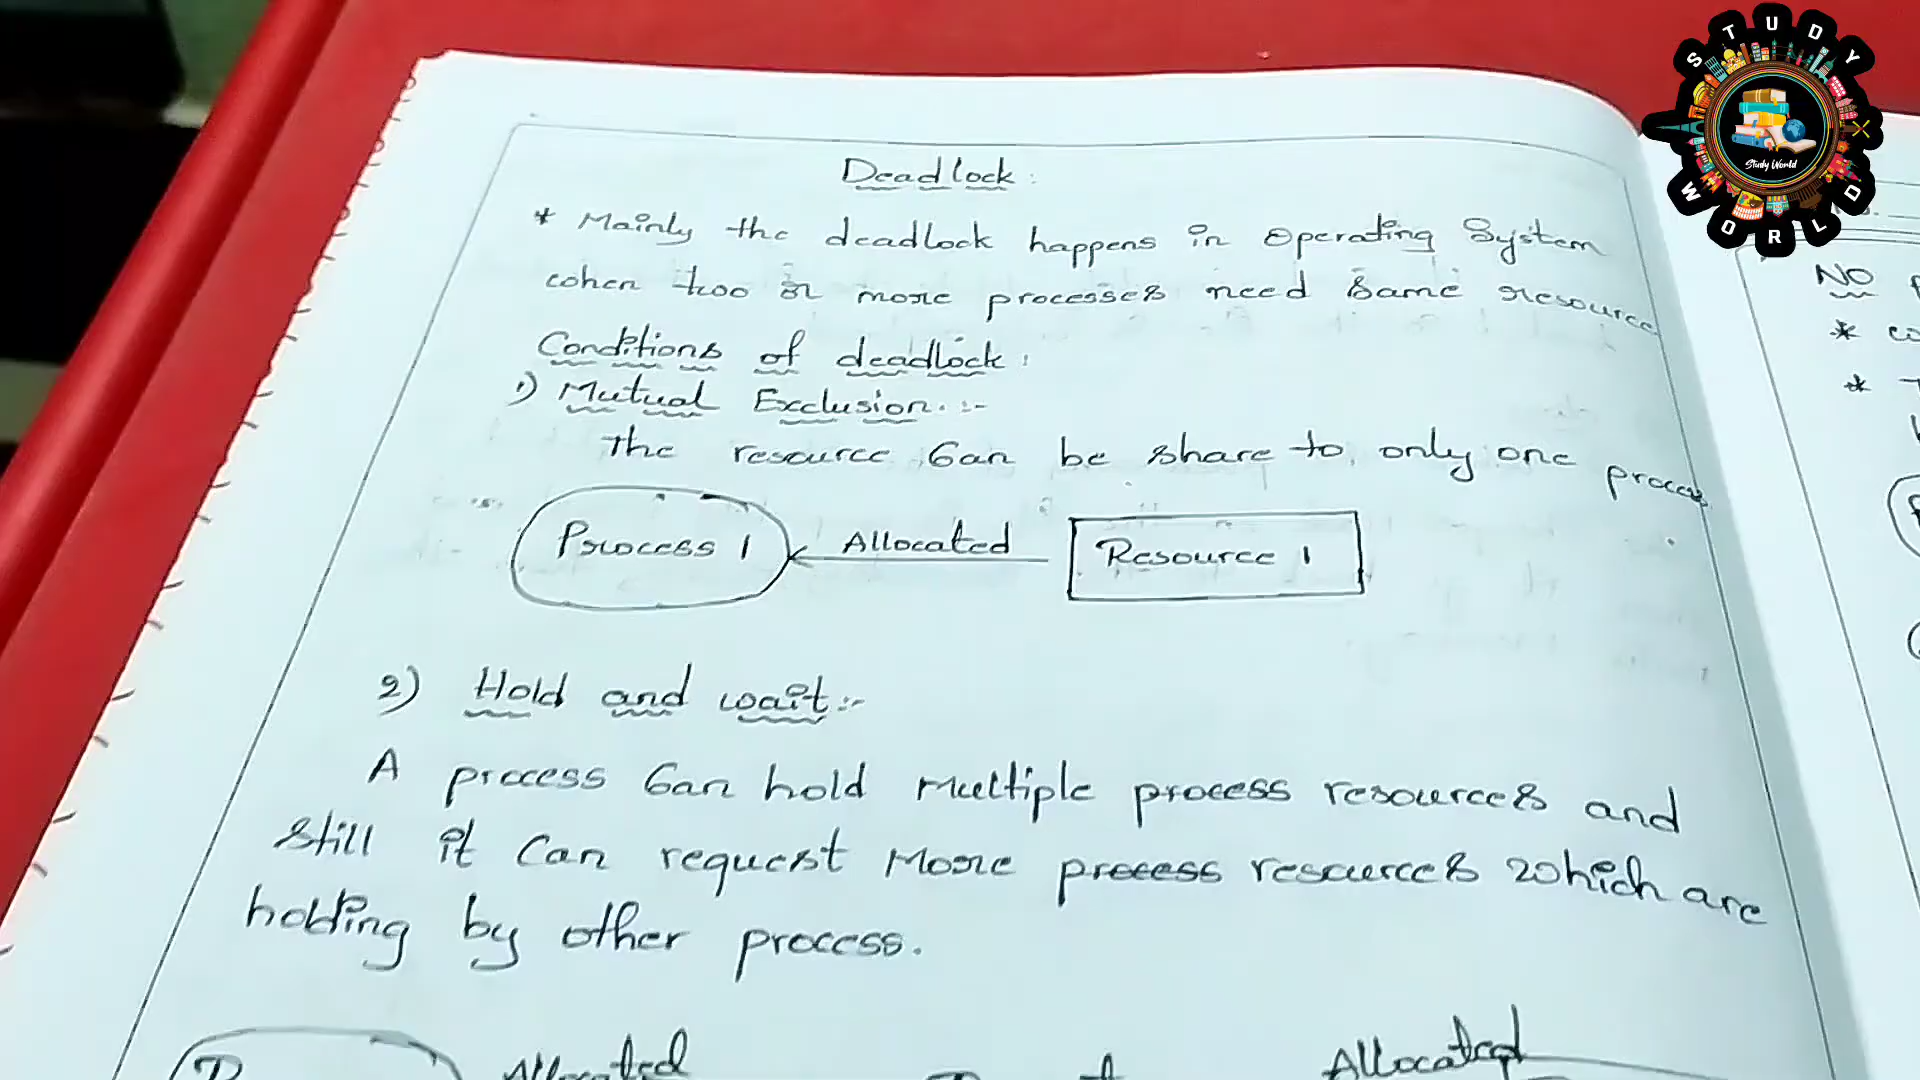 Deadlock:
* Mainly the deadlock happens in Operating System
when two or more processes need same resource
Conditions of deadlock:
1) Mutual Exclusion. :-
The resource Can be share to only one process
Process 1
Allocated
Resource 1
2) Hold and wait:-
A process Can hold Multiple process resources and
still it Can request More process resources which are
holding by other process.
Allocated
Allocated
NO
*
*
STUDY
WORLD
Study World